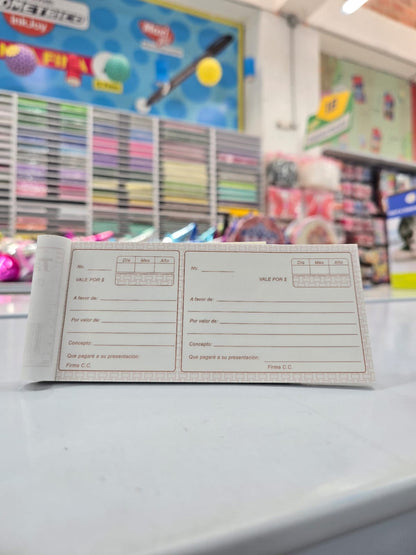 InkJoy
No.
Día Mes Año
VALE POR $
A favor de:
Por valor de:
Concepto:
Que pagaré a su presentación:
Firma C.C.
No.
Día Mes Año
VALE POR $
A favor de:
Por valor de:
Concepto:
Que pagaré a su presentación:
Firma C.C.